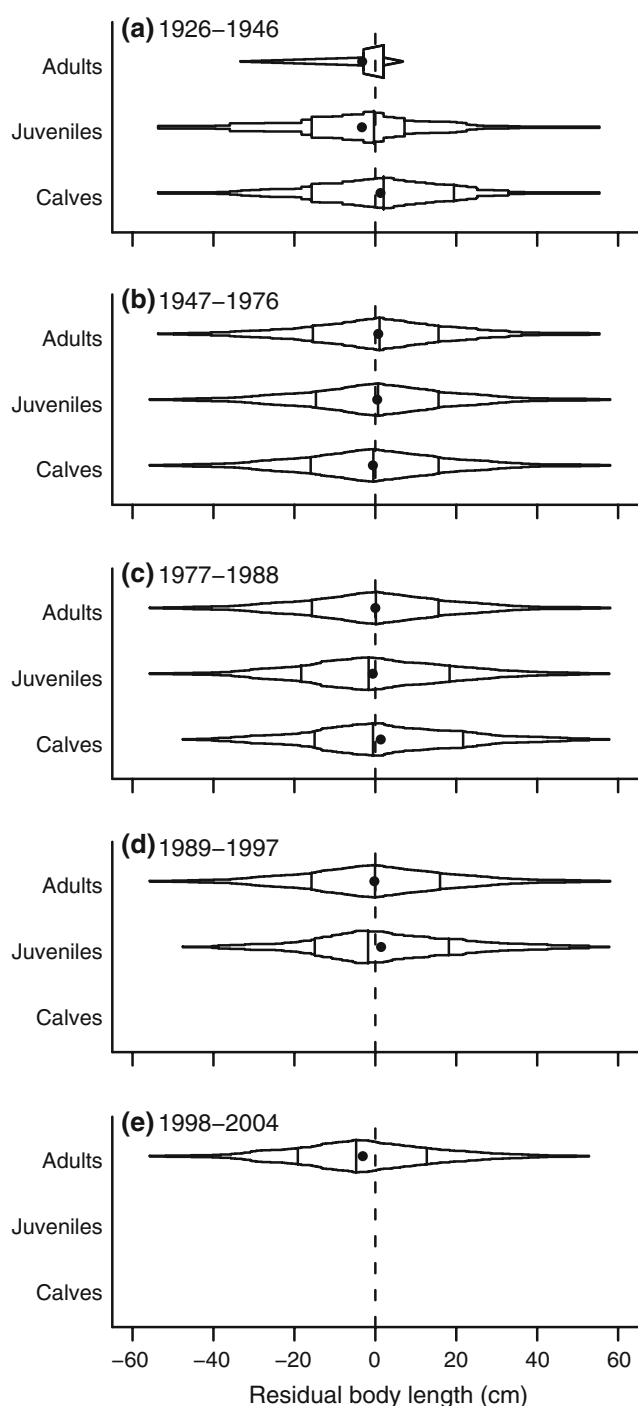 (a) 1926−1946
Adults
Juveniles
Calves
(b) 1947−1976
Adults
Juveniles
Calves
(c) 1977−1988
Adults
Juveniles
Calves
(d) 1989−1997
Adults
Juveniles
Calves
(e) 1998−2004
Adults
Juveniles
Calves
−60 −40 −20 0 20 40 60
Residual body length (cm)